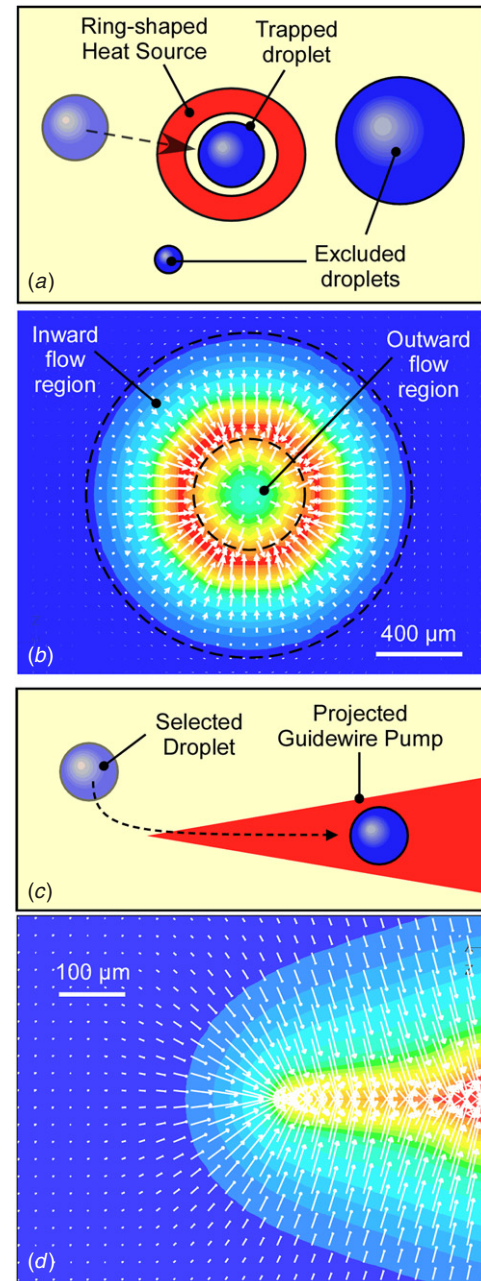 Ring-shaped
Heat Source
Trapped
droplet
Excluded
droplets
(a)
Inward
flow
region
Outward
flow
region
400 µm
(b)
Selected
Droplet
Projected
Guidewire Pump
(c)
100 µm
(d)